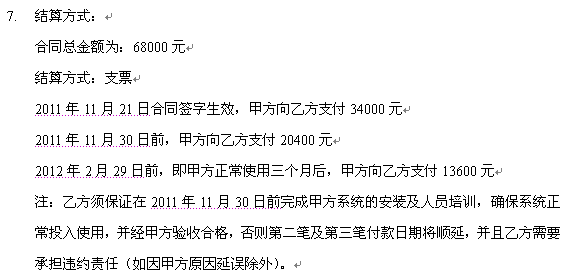 7. 结算方式：
合同总金额为：68000 元
结算方式：支票
2011 年 11 月 21 日合同签字生效，甲方向乙方支付 34000 元
2011 年 11 月 30 日前，甲方向乙方支付 20400 元
2012 年 2 月 29 日前，即甲方正常使用三个月后，甲方向乙方支付 13600 元
注：乙方须保证在 2011 年 11 月 30 日前完成甲方系统的安装及人员培训，确保系统正
常投入使用，并经甲方验收合格，否则第二笔及第三笔付款日期将顺延，并且乙方需要
承担违约责任（如因甲方原因延误除外）。